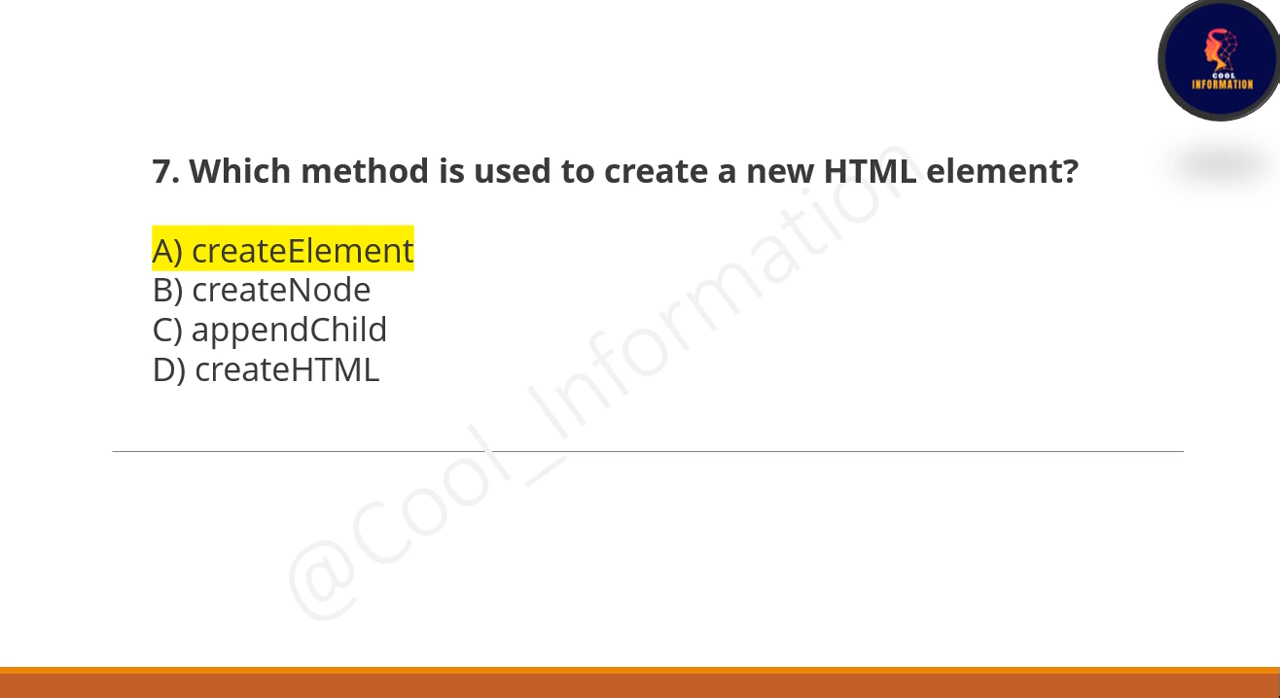 COOL
INFORMATION
7. Which method is used to create a new HTML element?
A) createElement
B) createNode
C) appendChild
D) createHTML
@Cool_Information